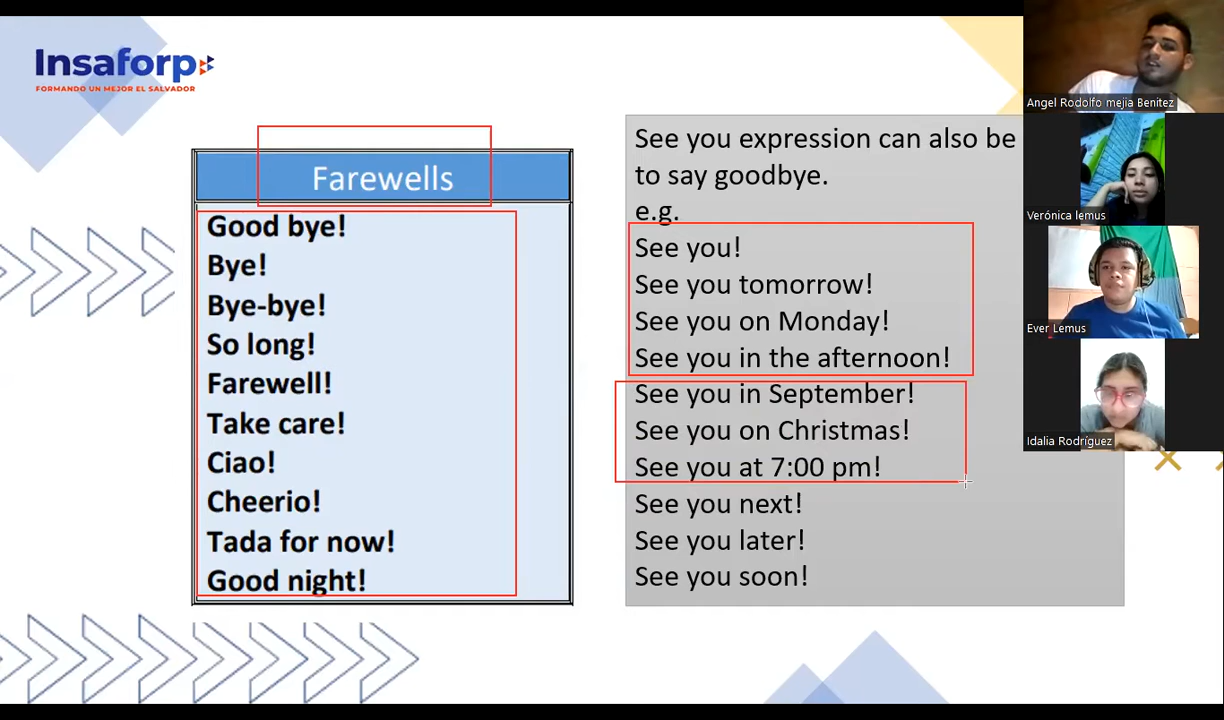 Insaforp
FORMANDO UN MEJOR EL SALVADOR
Farewells
Good bye!
Bye!
Bye-bye!
So long!
Farewell!
Take care!
Ciao!
Cheerio!
Tada for now!
Good night!
See you expression can also be
to say goodbye.
e.g.
See you!
See you tomorrow!
See you on Monday!
See you in the afternoon!
See you in September!
See you on Christmas!
See you at 7:00 pm!
See you next!
See you later!
See you soon!
Angel Rodolfo mejia Benitez
Verónica lemus
Ever Lemus
Idalia Rodríguez